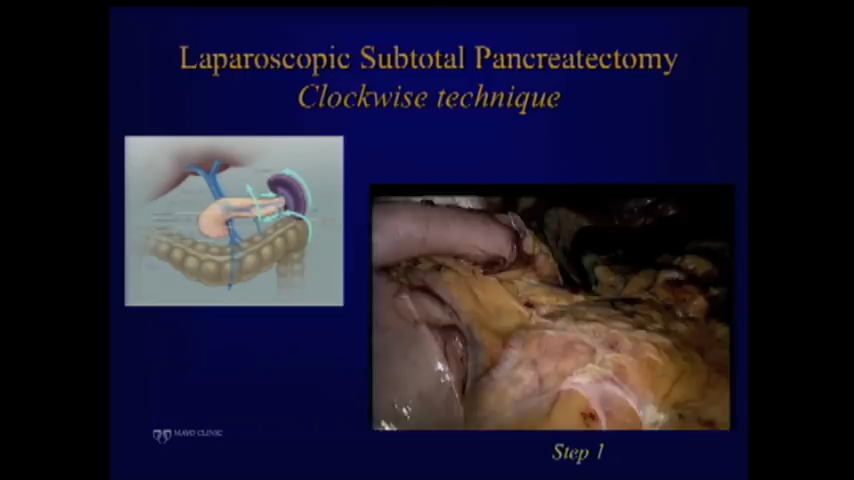 Laparoscopic Subtotal Pancreatectomy
Clockwise technique
MAYO CLINIC
Step 1